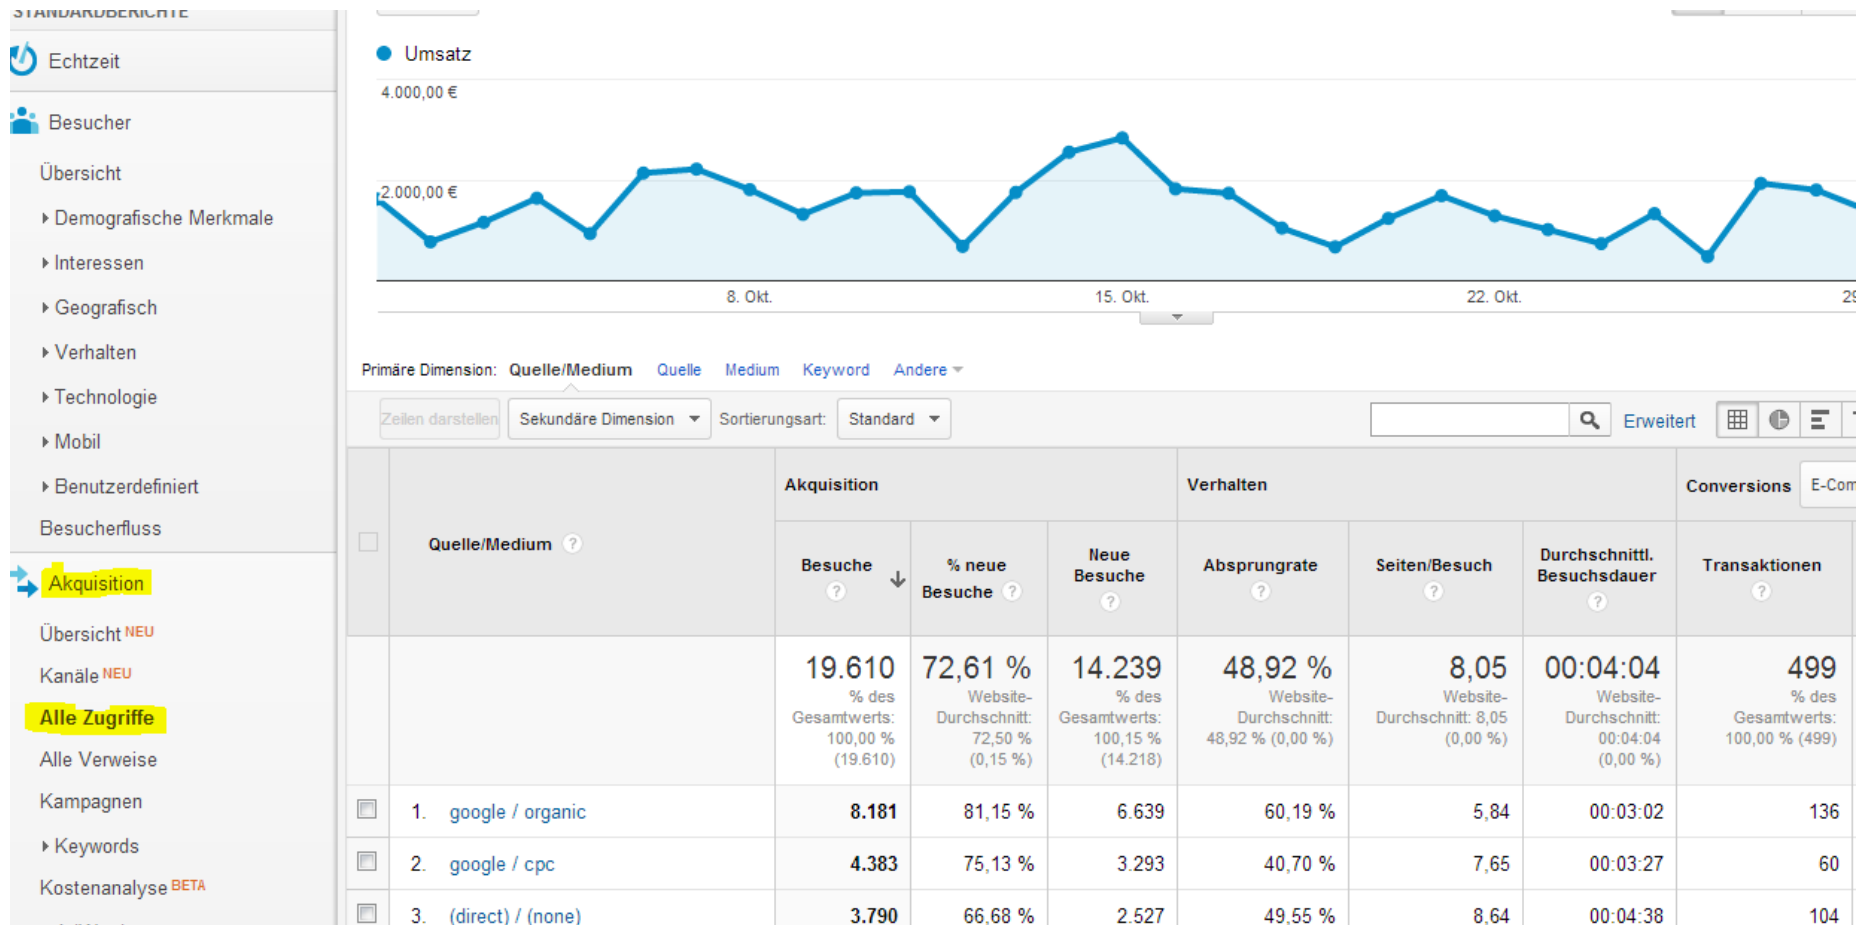 STANDARDBERICHTE
Echtzeit
Besucher
Übersicht
Demografische Merkmale
Interessen
Geografisch
Verhalten
Technologie
Mobil
Benutzerdefiniert
Besucherfluss
Akquisition
Übersicht NEU
Kanäle NEU
Alle Zugriffe
Alle Verweise
Kampagnen
Keywords
Kostenanalyse BETA
Umsatz
4.000,00 €
2.000,00 €
8. Okt.
15. Okt.
22. Okt.
29
Primäre Dimension: Quelle/Medium Quelle Medium Keyword Andere
Zeilen darstellen Sekundäre Dimension Sortierungsart: Standard Erweitert
Akquisition Verhalten Conversions E-Com
Quelle/Medium ?
Besuche ?
% neue Besuche ?
Neue Besuche ?
Absprungrate ?
Seiten/Besuch ?
Durchschnittl. Besuchsdauer ?
Transaktionen ?
19.610 72,61 % 14.239 48,92 % 8,05 00:04:04 499
% des Gesamtwerts: 100,00 % (19.610)
Website-Durchschnitt: 72,50 % (0,15 %)
% des Gesamtwerts: 100,15 % (14.218)
Website-Durchschnitt: 48,92 % (0,00 %)
Website-Durchschnitt: 8,05 (0,00 %)
Website-Durchschnitt: 00:04:04 (0,00 %)
% des Gesamtwerts: 100,00 % (499)
1. google / organic 8.181 81,15 % 6.639 60,19 % 5,84 00:03:02 136
2. google / cpc 4.383 75,13 % 3.293 40,70 % 7,65 00:03:27 60
3. (direct) / (none) 3.790 66,68 % 2.527 49,55 % 8,64 00:04:38 104